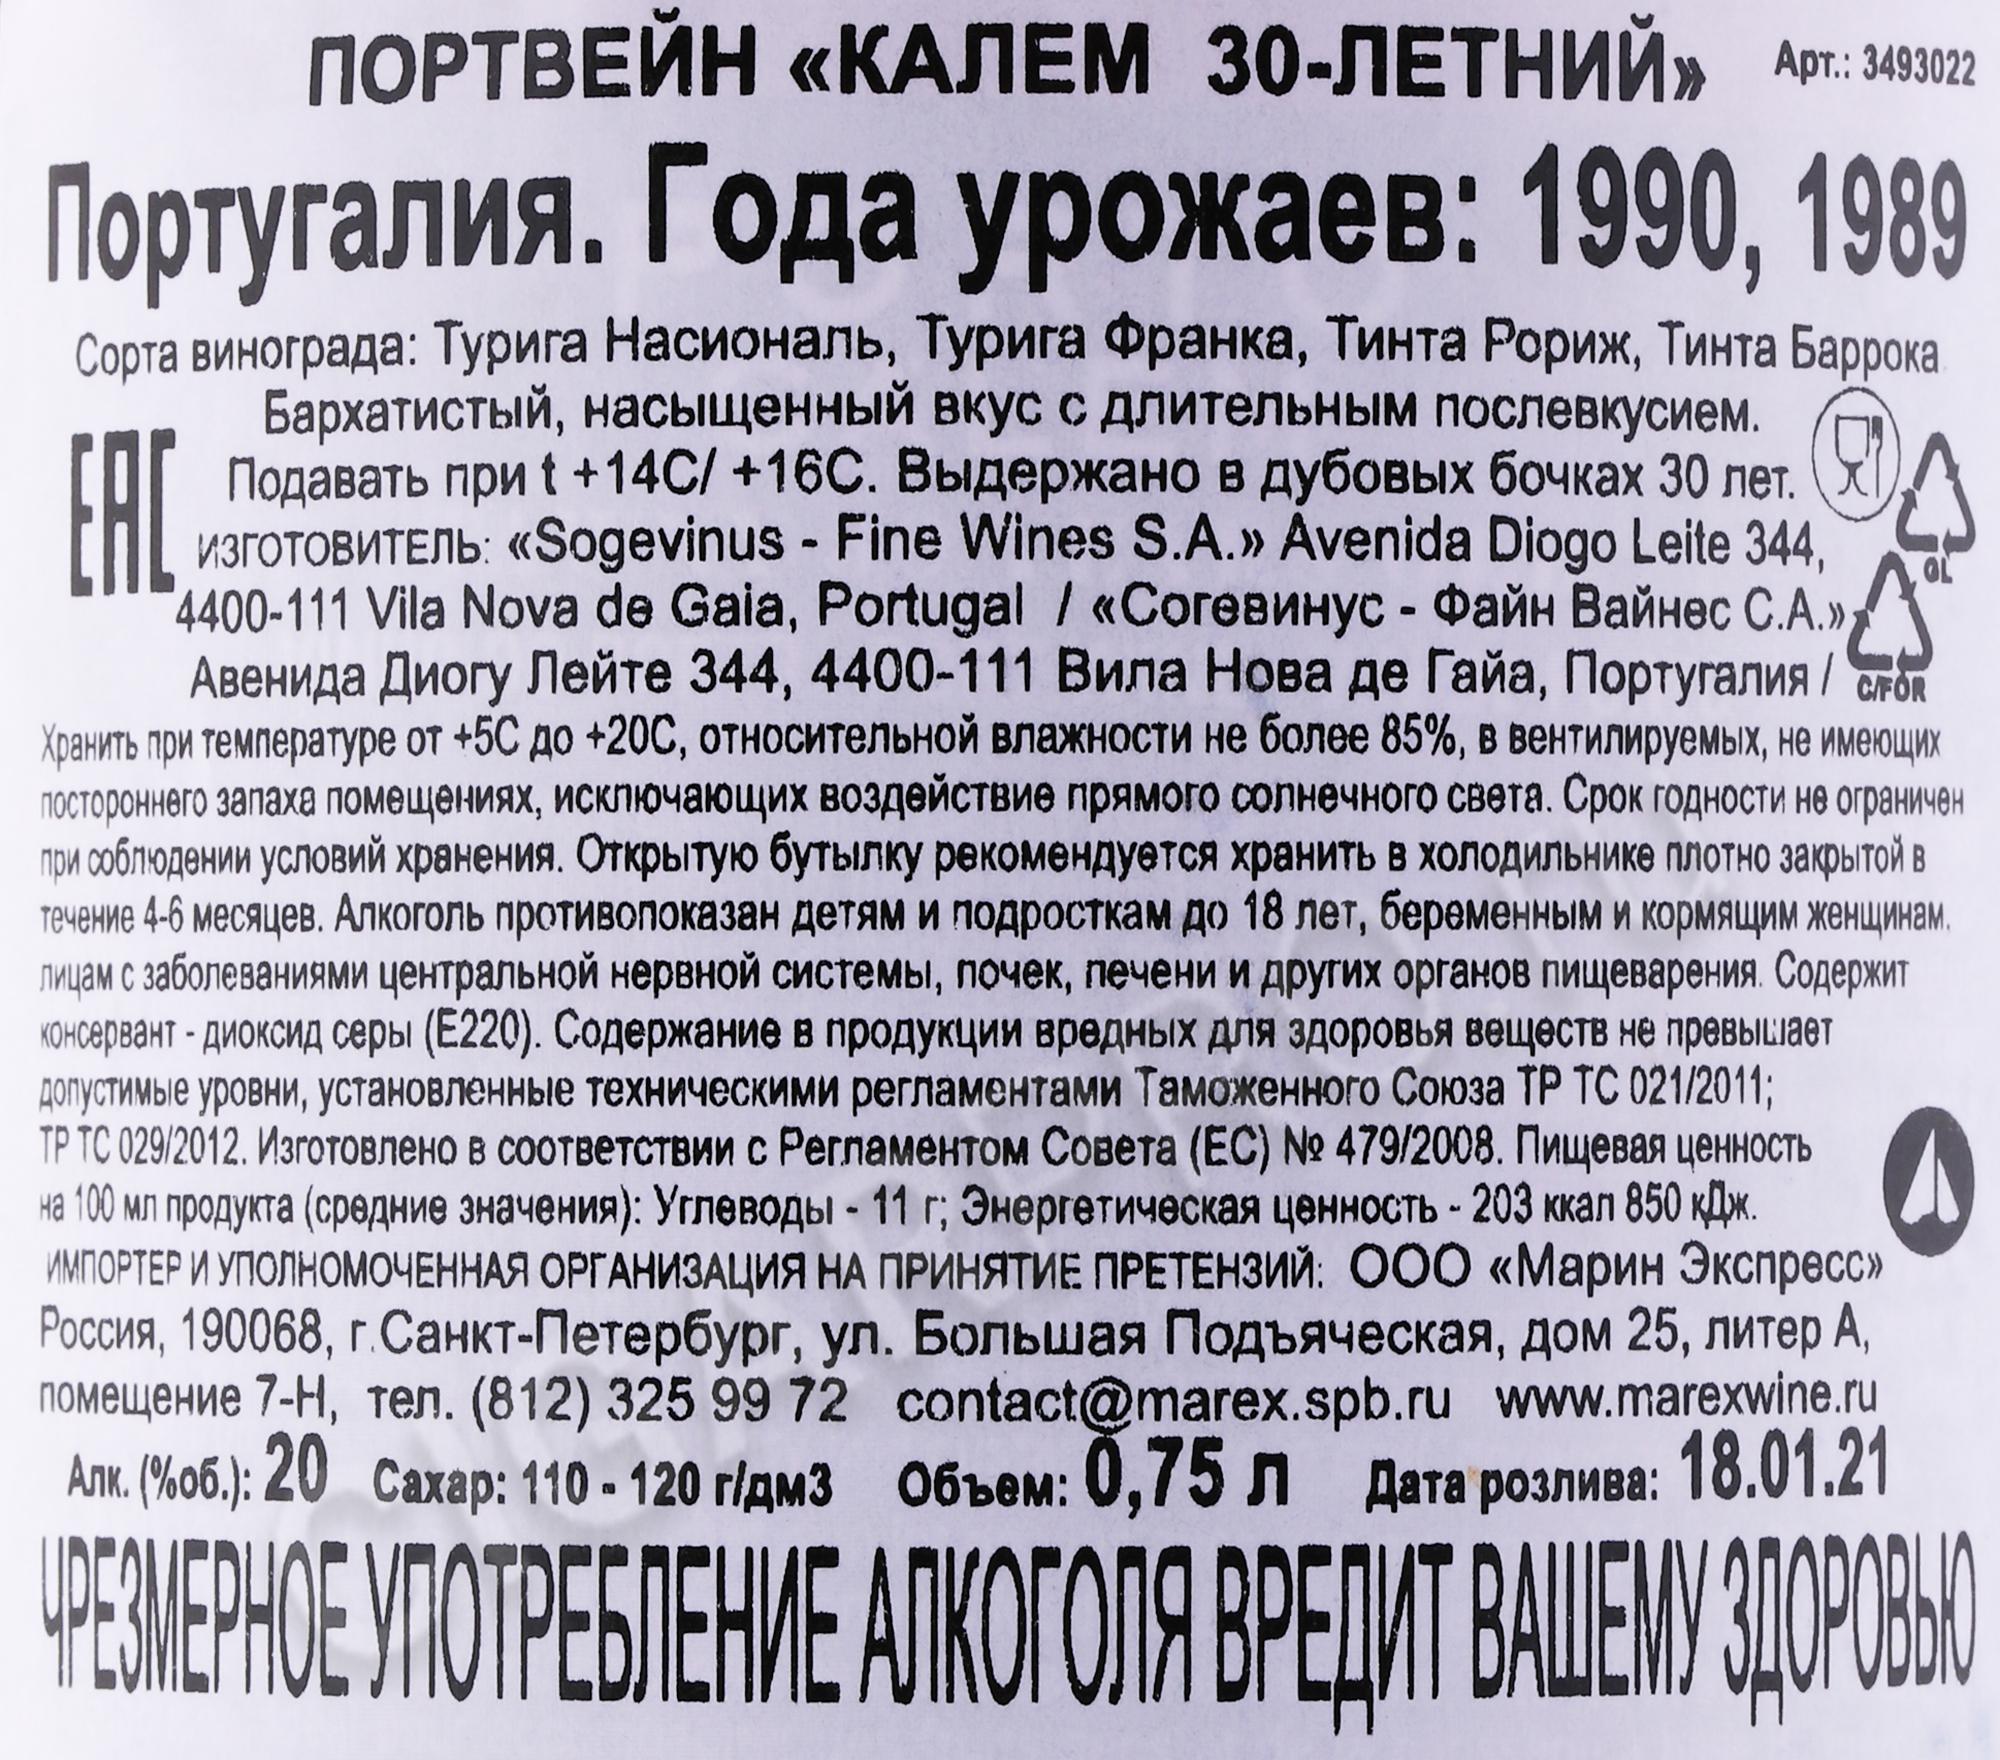 ПОРТВЕЙН «КАЛЕМ 30-ЛЕТНИЙ» Арт.: 3493022
Португалия. Года урожаев: 1990, 1989
Сорта винограда: Турига Насиональ, Турига Франка, Тинта Рориж, Тинта Баррока
Бархатистый, насыщенный вкус с длительным послевкусием.
Подавать при t +14C/ +16C. Выдержано в дубовых бочках 30 лет.
EAC
ИЗГОТОВИТЕЛЬ: «Sogevinus - Fine Wines S.A.» Avenida Diogo Leite 344,
GL
4400-111 Vila Nova de Gaia, Portugal / «Согевинус - Файн Вайнес С.А.»
Авенида Диогу Лейте 344, 4400-111 Вила Нова де Гайа, Португалия /
C/FOR
Хранить при температуре от +5С до +20С, относительной влажности не более 85%, в вентилируемых, не имеющих
постороннего запаха помещениях, исключающих воздействие прямого солнечного света. Срок годности не ограничен
при соблюдении условий хранения. Открытую бутылку рекомендуется хранить в холодильнике плотно закрытой в
течение 4-6 месяцев. Алкоголь противопоказан детям и подросткам до 18 лет, беременным и кормящим женщинам,
лицам с заболеваниями центральной нервной системы, почек, печени и других органов пищеварения. Содержит
консервант - диоксид серы (E220). Содержание в продукции вредных для здоровья веществ не превышает
допустимые уровни, установленные техническими регламентами Таможенного Союза ТР ТС 021/2011;
ТР ТС 029/2012. Изготовлено в соответствии с Регламентом Совета (ЕС) № 479/2008. Пищевая ценность
на 100 мл продукта (средние значения): Углеводы - 11 г; Энергетическая ценность - 203 ккал 850 кДж.
ИМПОРТЕР И УПОЛНОМОЧЕННАЯ ОРГАНИЗАЦИЯ НА ПРИНЯТИЕ ПРЕТЕНЗИЙ: ООО «Марин Экспресс»
Россия, 190068, г.Санкт-Петербург, ул. Большая Подъяческая, дом 25, литер А,
помещение 7-Н, тел. (812) 325 99 72 contact@marex.spb.ru www.marexwine.ru
Алк. (%об.): 20 Сахар: 110 - 120 г/дм3 Объем: 0,75 л Дата розлива: 18.01.21
ЧРЕЗМЕРНОЕ УПОТРЕБЛЕНИЕ АЛКОГОЛЯ ВРЕДИТ ВАШЕМУ ЗДОРОВЬЮ